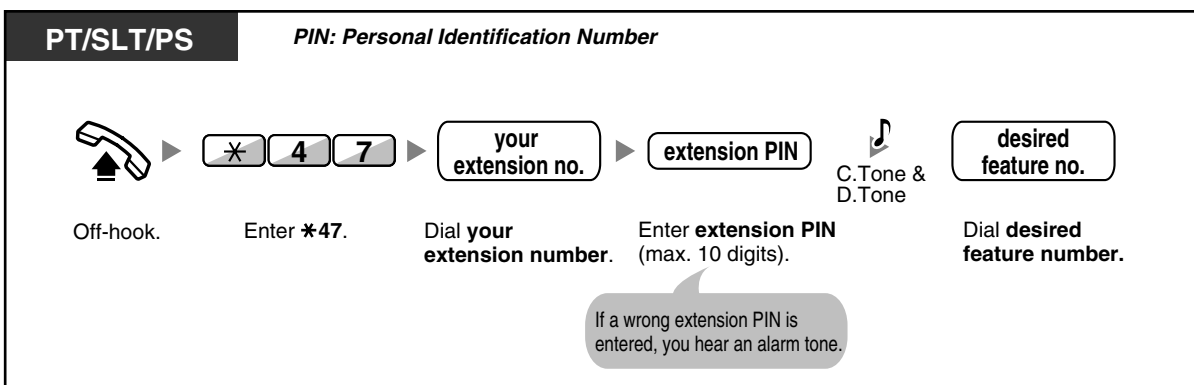 PT/SLT/PS
PIN: Personal Identification Number
* 4 7
your
extension no.
extension PIN
C.Tone &
D.Tone
desired
feature no.
Off-hook.
Enter *47.
Dial your
extension number.
Enter extension PIN
(max. 10 digits).
Dial desired
feature number.
If a wrong extension PIN is
entered, you hear an alarm tone.